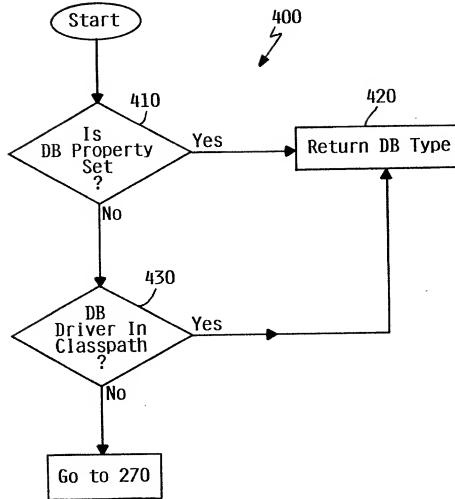 Start
400
410
Is
DB Property
Set
?
Yes
420
Return DB Type
No
430
DB
Driver In
Classpath
?
Yes
No
Go to 270